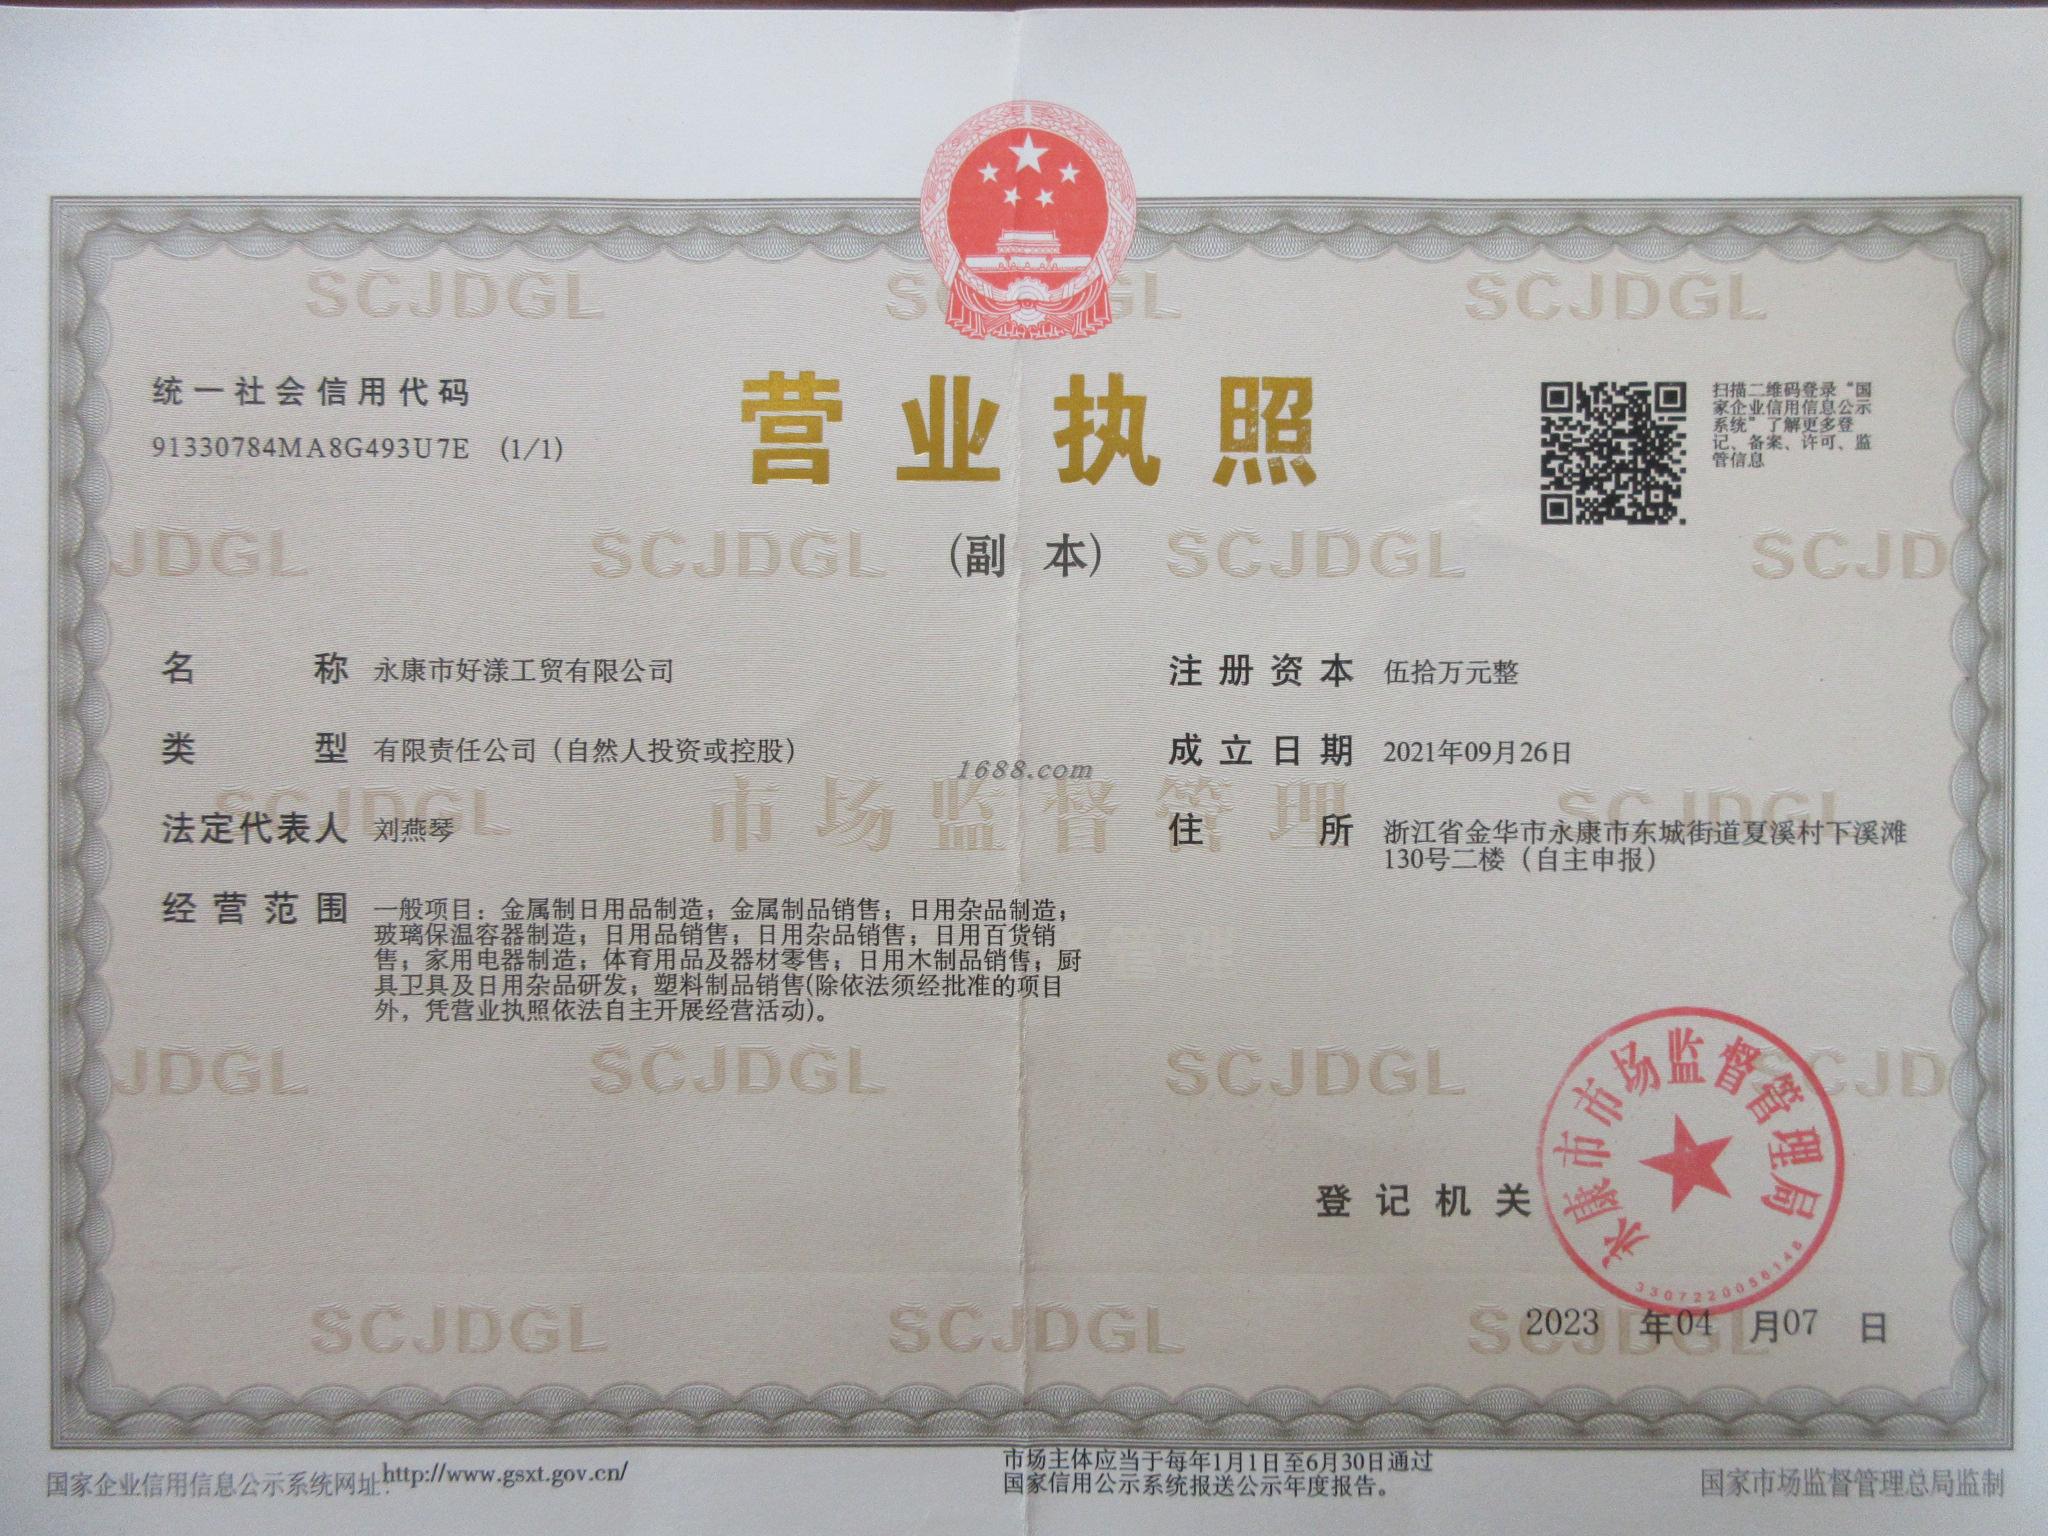 SCJDGL
SCJDGL
统一社会信用代码
91330784MA8G493U7E (1/1)
营业执照
(副 本)
扫描二维码登录“国
家企业信用信息公示
系统”了解更多登
记、备案、许可、监
管信息
JDGL
SCJDGL
SCJDGL
SCJD
名 称 永康市好漾工贸有限公司
类 型 有限责任公司（自然人投资或控股）
法定代表人 刘燕琴
经营范围 一般项目：金属制日用品制造；金属制品销售；日用杂品制造；
玻璃保温容器制造；日用品销售；日用杂品销售；日用百货销
售；家用电器制造；体育用品及器材零售；日用木制品销售；厨
具卫具及日用杂品研发；塑料制品销售(除依法须经批准的项目
外，凭营业执照依法自主开展经营活动)。
注册资本 伍拾万元整
成立日期 2021年09月26日
住 所 浙江省金华市永康市东城街道夏溪村下溪滩
130号二楼（自主申报）
1688.com
SCJDGL
市场监督管理
SCJDGL
JDGL
SCJDGL
SCJDGL
SCJD
登记机关
永康市市场监督管理局
3307220058148
2023 年04 月07 日
SCJDGL
SCJDGL
SCJDGL
国家企业信用信息公示系统网址：http://www.gsxt.gov.cn/
市场主体应当于每年1月1日至6月30日通过
国家信用公示系统报送公示年度报告。
国家市场监督管理总局监制